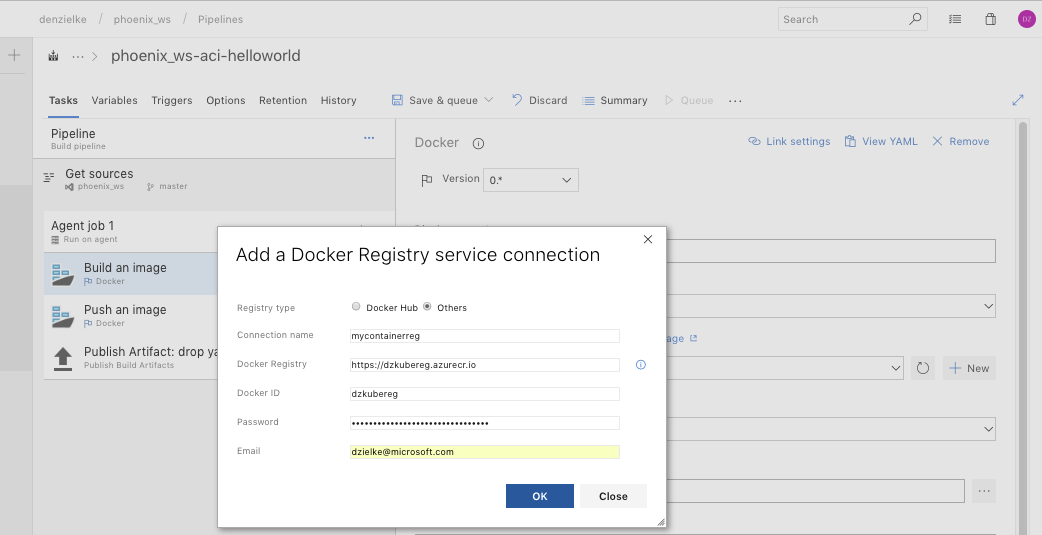 denzielke / phoenix_ws / Pipelines
Search
DZ
... > phoenix_ws-aci-helloworld
Tasks Variables Triggers Options Retention History Save & queue Discard Summary Queue ...
Pipeline
Build pipeline
...
Get sources
phoenix_ws master
Agent job 1
Run on agent
Build an image
Docker
Push an image
Docker
Publish Artifact: drop ya
Publish Build Artifacts
Docker
Link settings View YAML Remove
Version 0.*
age
New
...
Add a Docker Registry service connection
Registry type Docker Hub Others
Connection name mycontainerreg
Docker Registry https://dzkubereg.azurecr.io
Docker ID dzkubereg
Password ••••••••••••••••••••••••••••••••
Email dzielke@microsoft.com
OK Close